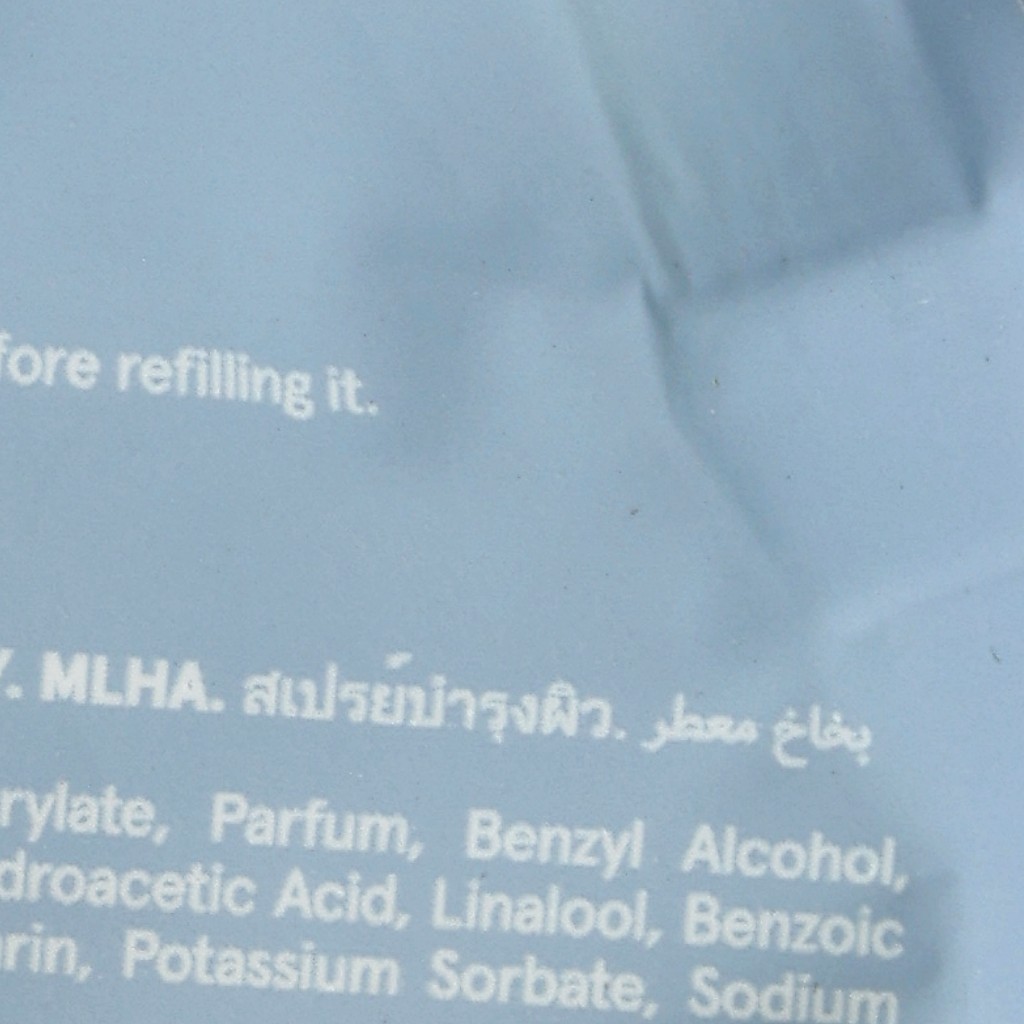 fore refilling it.
Y. MLHA. สเปรย์บำรุงผิว. بخاخ معطر
rylate, Parfum, Benzyl Alcohol,
droacetic Acid, Linalool, Benzoic
arin, Potassium Sorbate, Sodium